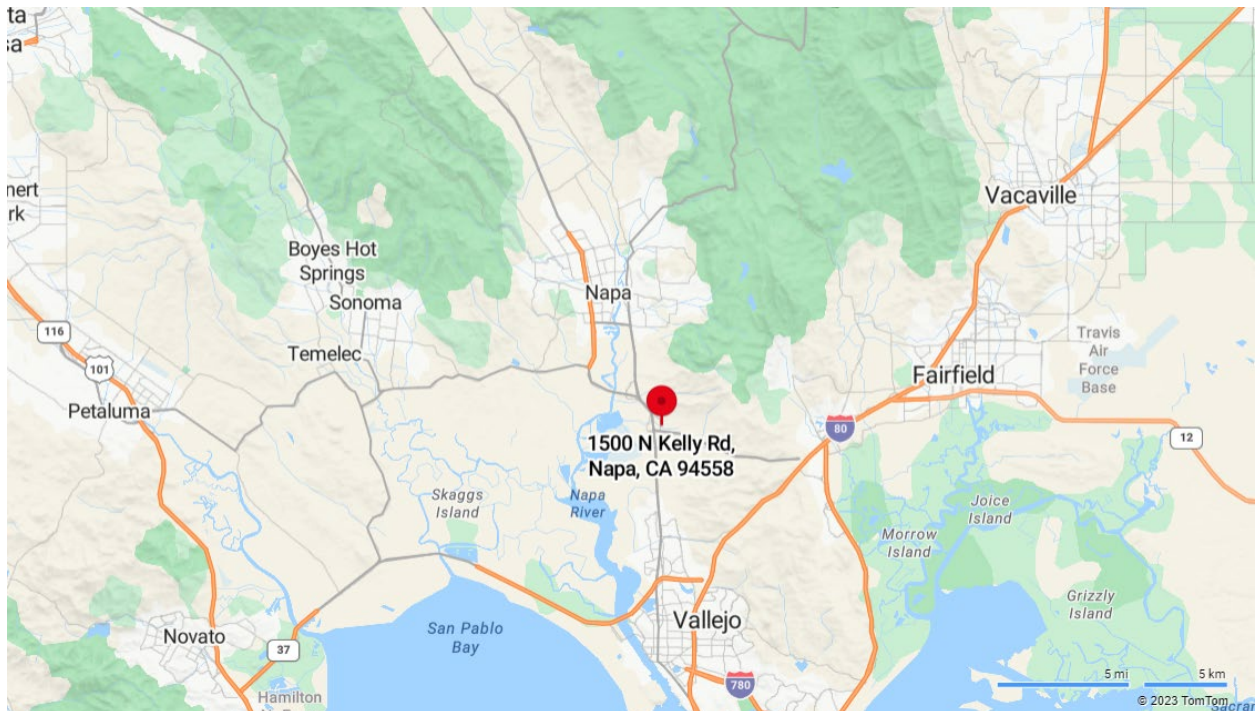 ta
sa
nert
rk
Vacaville
Boyes Hot
Springs
Sonoma
Napa
116
101
Temelec
Travis
Air
Force
Base
Fairfield
Petaluma
80
12
1500 N Kelly Rd,
Napa, CA 94558
Skaggs
Island
Napa
River
Joice
Island
Morrow
Island
Grizzly
Island
Vallejo
San Pablo
Bay
Novato
37
780
Hamilton
5 mi
5 km
© 2023 TomTom